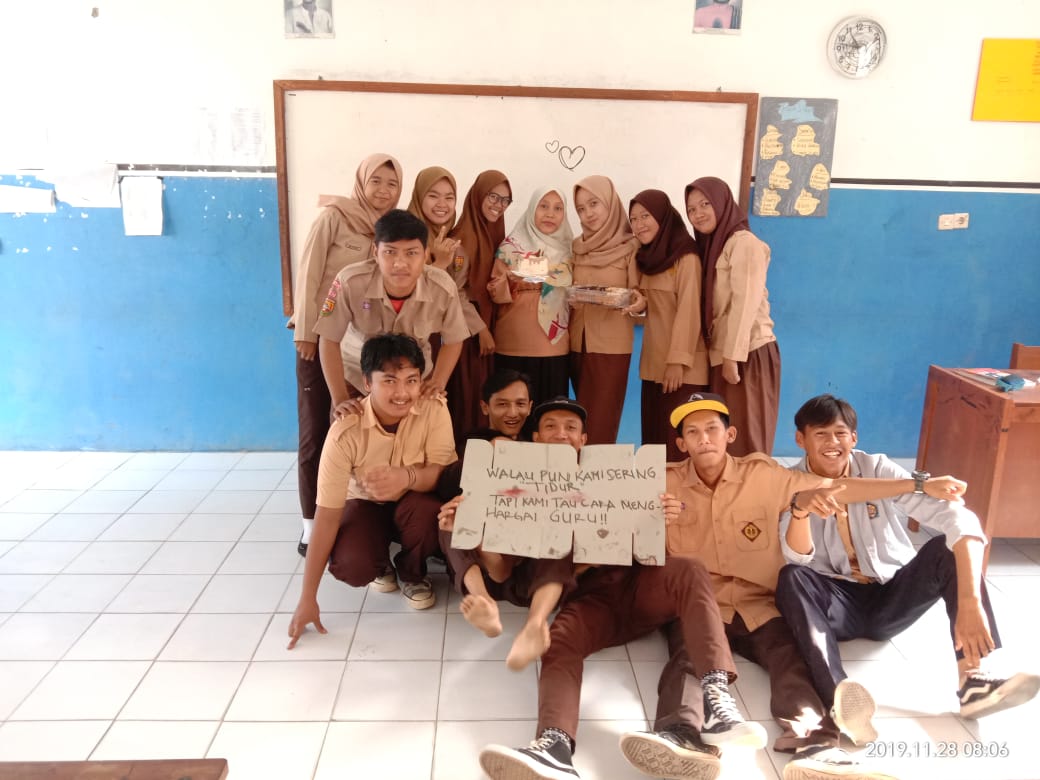 WALAU PUN KAMI SERING
"TIDUR"
TAPI KAMI TAU CARA MENG-
HARGAI GURU!!
2019.11.28 08:06